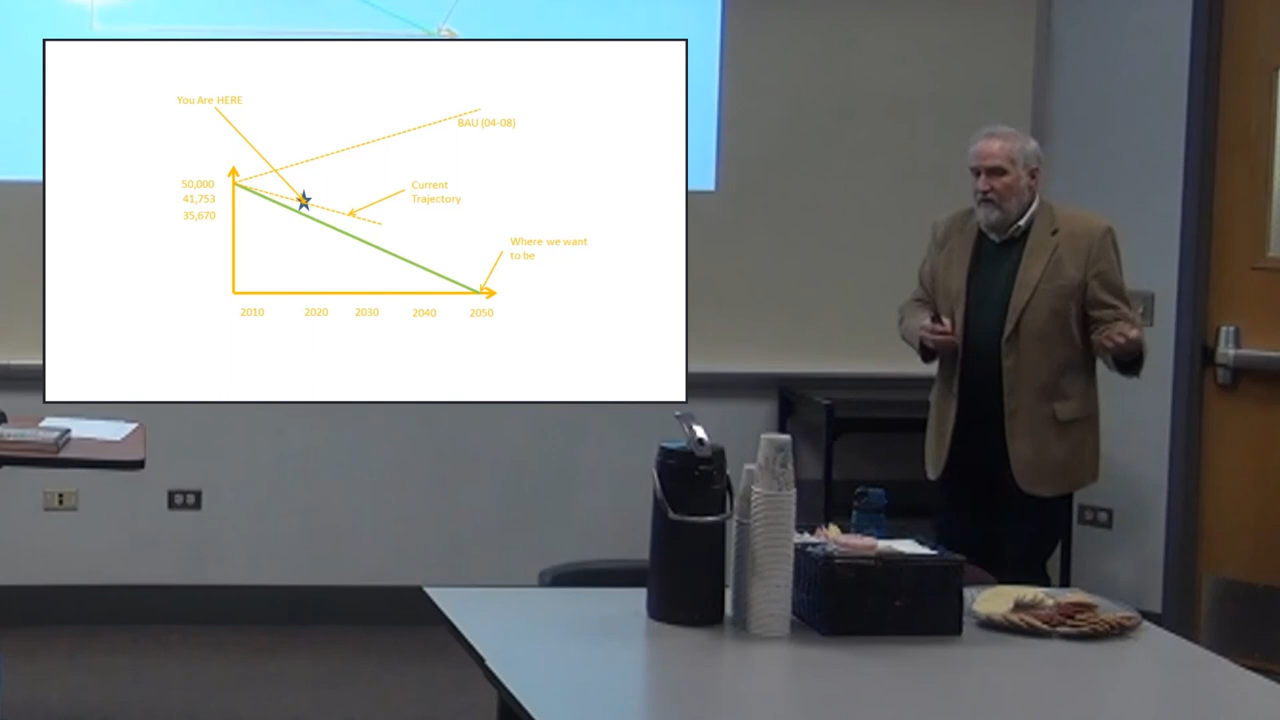 You Are HERE
BAU (04-08)
50,000
41,753
35,670
Current
Trajectory
Where we want
to be
2010 2020 2030 2040 2050